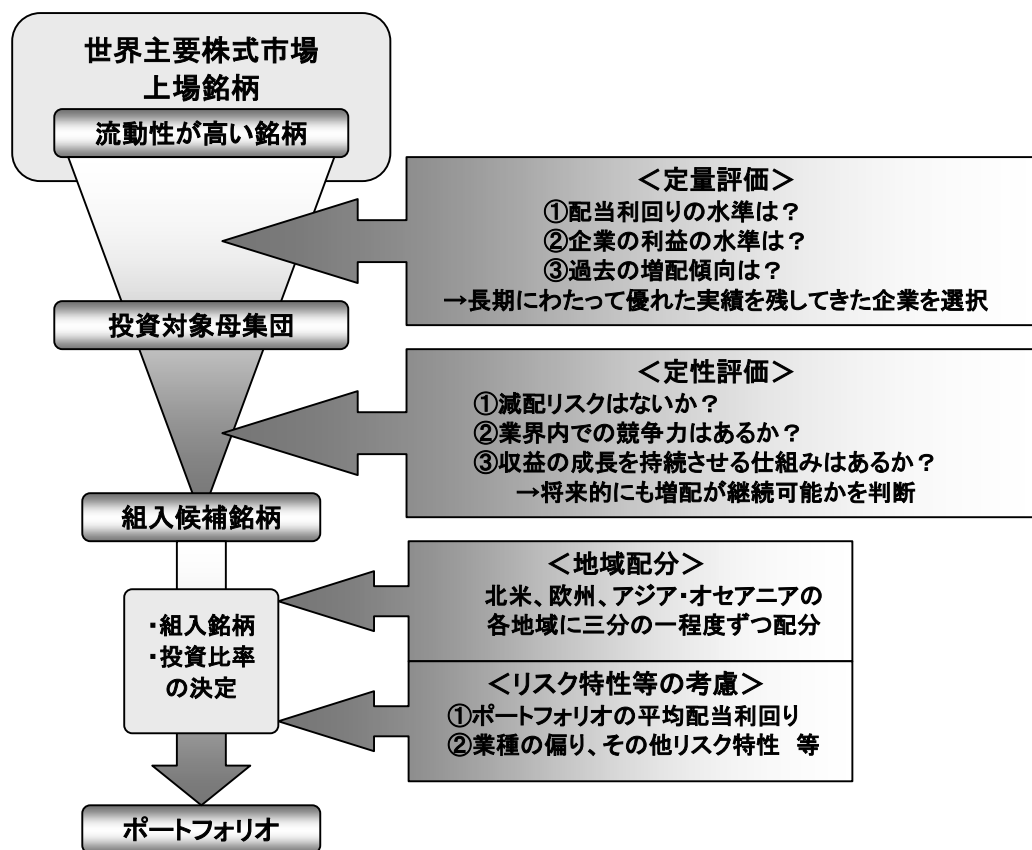 世界主要株式市場
上場銘柄
流動性が高い銘柄
＜定量評価＞
①配当利回りの水準は？
②企業の利益の水準は？
③過去の増配傾向は？
→長期にわたって優れた実績を残してきた企業を選択
投資対象母集団
＜定性評価＞
①減配リスクはないか？
②業界内での競争力はあるか？
③収益の成長を持続させる仕組みはあるか？
→将来的にも増配が継続可能かを判断
組入候補銘柄
＜地域配分＞
北米、欧州、アジア・オセアニアの
各地域に三分の一程度ずつ配分
・組入銘柄
・投資比率
の決定
＜リスク特性等の考慮＞
①ポートフォリオの平均配当利回り
②業種の偏り、その他リスク特性　等
ポートフォリオ